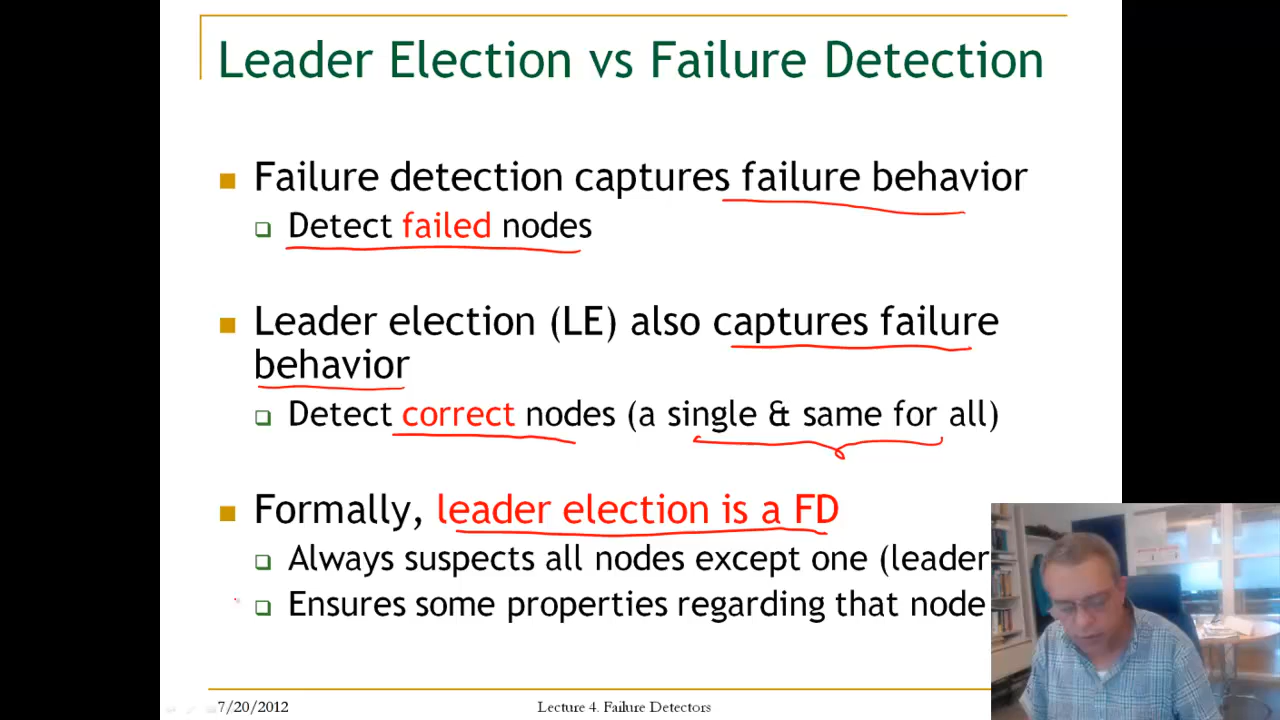 Leader Election vs Failure Detection
■ Failure detection captures failure behavior
❑ Detect failed nodes
■ Leader election (LE) also captures failure
behavior
❑ Detect correct nodes (a single & same for all)
■ Formally, leader election is a FD
❑ Always suspects all nodes except one (leader
❑ Ensures some properties regarding that node
7/20/2012
Lecture 4. Failure Detectors